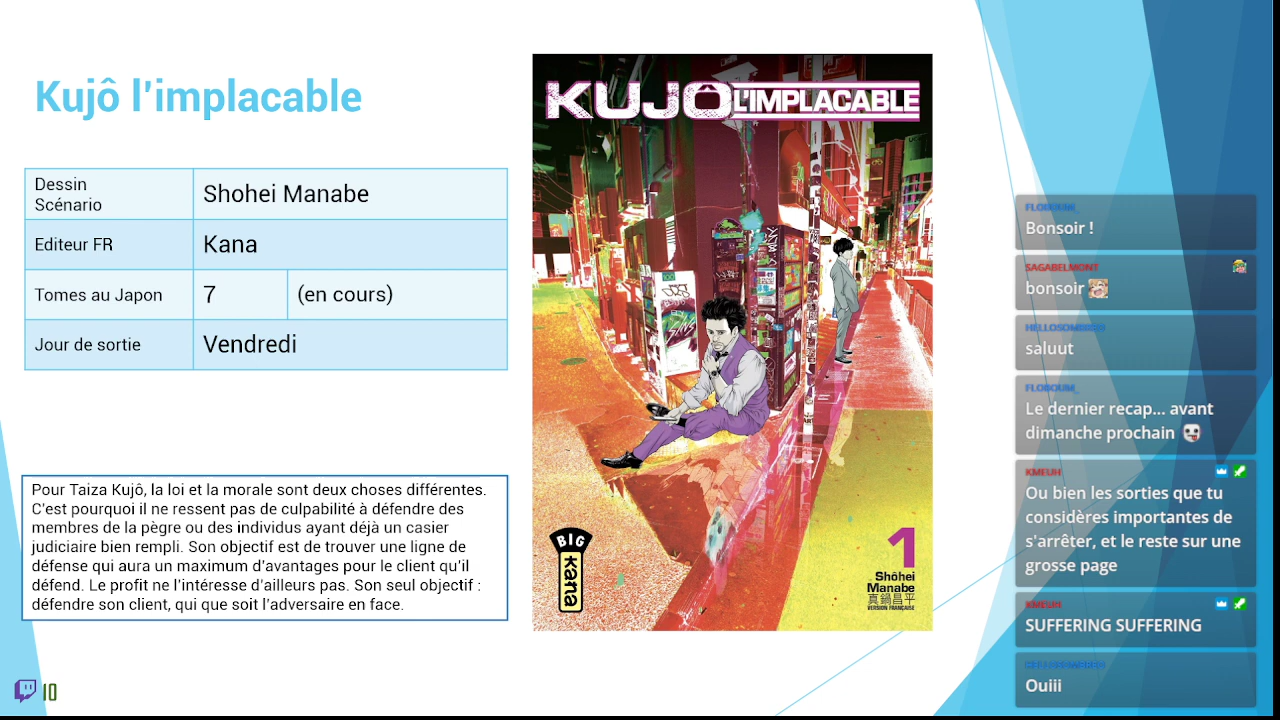 Kujô l'implacable
Dessin
Scénario
Shohei Manabe
Editeur FR
Kana
Tomes au Japon
7
(en cours)
Jour de sortie
Vendredi
Pour Taiza Kujô, la loi et la morale sont deux choses différentes.
C'est pourquoi il ne ressent pas de culpabilité à défendre des
membres de la pègre ou des individus ayant déjà un casier
judiciaire bien rempli. Son objectif est de trouver une ligne de
défense qui aura un maximum d'avantages pour le client qu'il
défend. Le profit ne l'intéresse d'ailleurs pas. Son seul objectif :
défendre son client, qui que soit l'adversaire en face.
10
KUJÔ L'IMPLACABLE
BIG
kana
1
Shôhei
Manabe
真鍋昌平
VERSION FRANÇAISE
Bonsoir !
SAGABELMONT
bonsoir
saluut
Le dernier recap... avant
dimanche prochain
KMEUH
Ou bien les sorties que tu
considères importantes de
s'arrêter, et le reste sur une
grosse page
KMEUH
SUFFERING SUFFERING
Ouiii